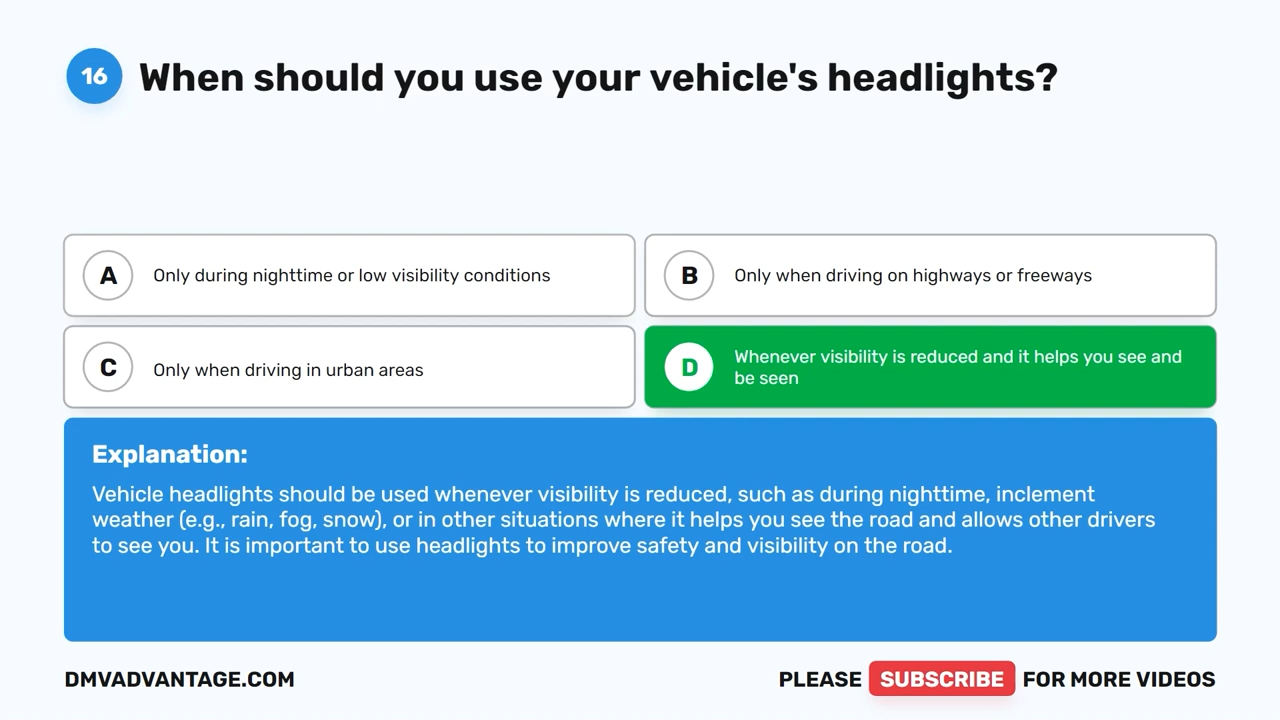 16
When should you use your vehicle's headlights?
A
Only during nighttime or low visibility conditions
B
Only when driving on highways or freeways
C
Only when driving in urban areas
D
Whenever visibility is reduced and it helps you see and
be seen
Explanation:
Vehicle headlights should be used whenever visibility is reduced, such as during nighttime, inclement
weather (e.g., rain, fog, snow), or in other situations where it helps you see the road and allows other drivers
to see you. It is important to use headlights to improve safety and visibility on the road.
DMVADVANTAGE.COM
PLEASE SUBSCRIBE FOR MORE VIDEOS